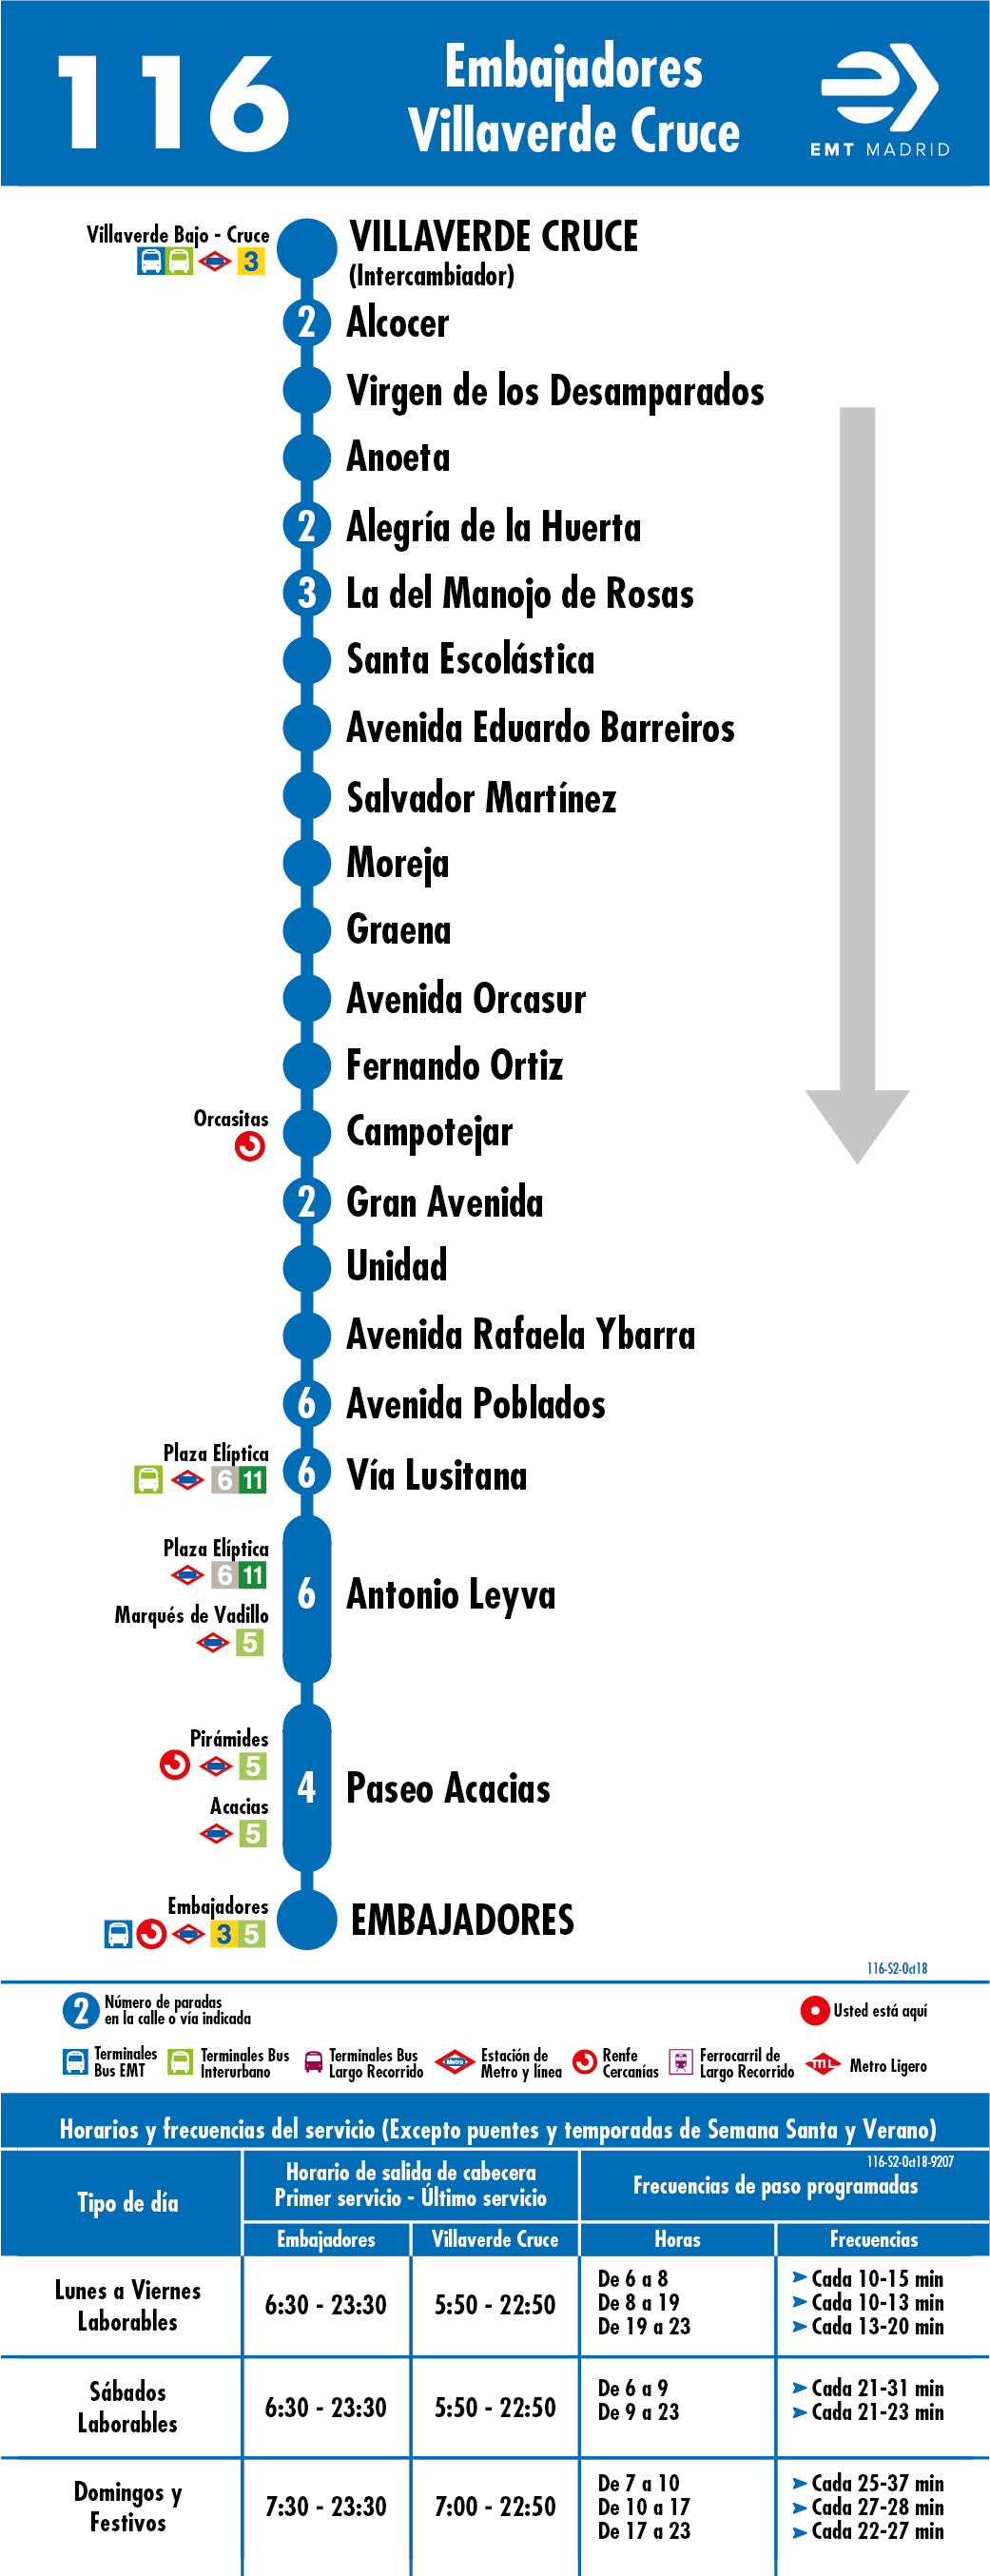 116
Embajadores
Villaverde Cruce
EMT MADRID
Villaverde Bajo - Cruce
3
VILLAVERDE CRUCE
(Intercambiador)
2 Alcocer
Virgen de los Desamparados
Anoeta
2 Alegría de la Huerta
3 La del Manojo de Rosas
Santa Escolástica
Avenida Eduardo Barreiros
Salvador Martínez
Moreja
Graena
Avenida Orcasur
Fernando Ortiz
Orcasitas
Campotejar
2 Gran Avenida
Unidad
Avenida Rafaela Ybarra
6 Avenida Poblados
Plaza Elíptica
6 11
6 Vía Lusitana
Plaza Elíptica
6 11
Marqués de Vadillo
5
6 Antonio Leyva
Pirámides
5
Acacias
5
4 Paseo Acacias
Embajadores
3 5
EMBAJADORES
116-S2-Oct18
2 Número de paradas
en la calle o vía indicada
Usted está aquí
Terminales
Bus EMT
Terminales Bus
Interurbano
Terminales Bus
Largo Recorrido
Metro
Estación de
Metro y línea
Renfe
Cercanías
Ferrocarril de
Largo Recorrido
ML
Metro Ligero
Horarios y frecuencias del servicio (Excepto puentes y temporadas de Semana Santa y Verano)
116-S2-Oct18-9207
Tipo de día
Horario de salida de cabecera
Primer servicio - Último servicio
Frecuencias de paso programadas
Embajadores
Villaverde Cruce
Horas
Frecuencias
Lunes a Viernes
Laborables
6:30 - 23:30
5:50 - 22:50
De 6 a 8
Cada 10-15 min
De 8 a 19
Cada 10-13 min
De 19 a 23
Cada 13-20 min
Sábados
Laborables
6:30 - 23:30
5:50 - 22:50
De 6 a 9
Cada 21-31 min
De 9 a 23
Cada 21-23 min
Domingos y
Festivos
7:30 - 23:30
7:00 - 22:50
De 7 a 10
Cada 25-37 min
De 10 a 17
Cada 27-28 min
De 17 a 23
Cada 22-27 min